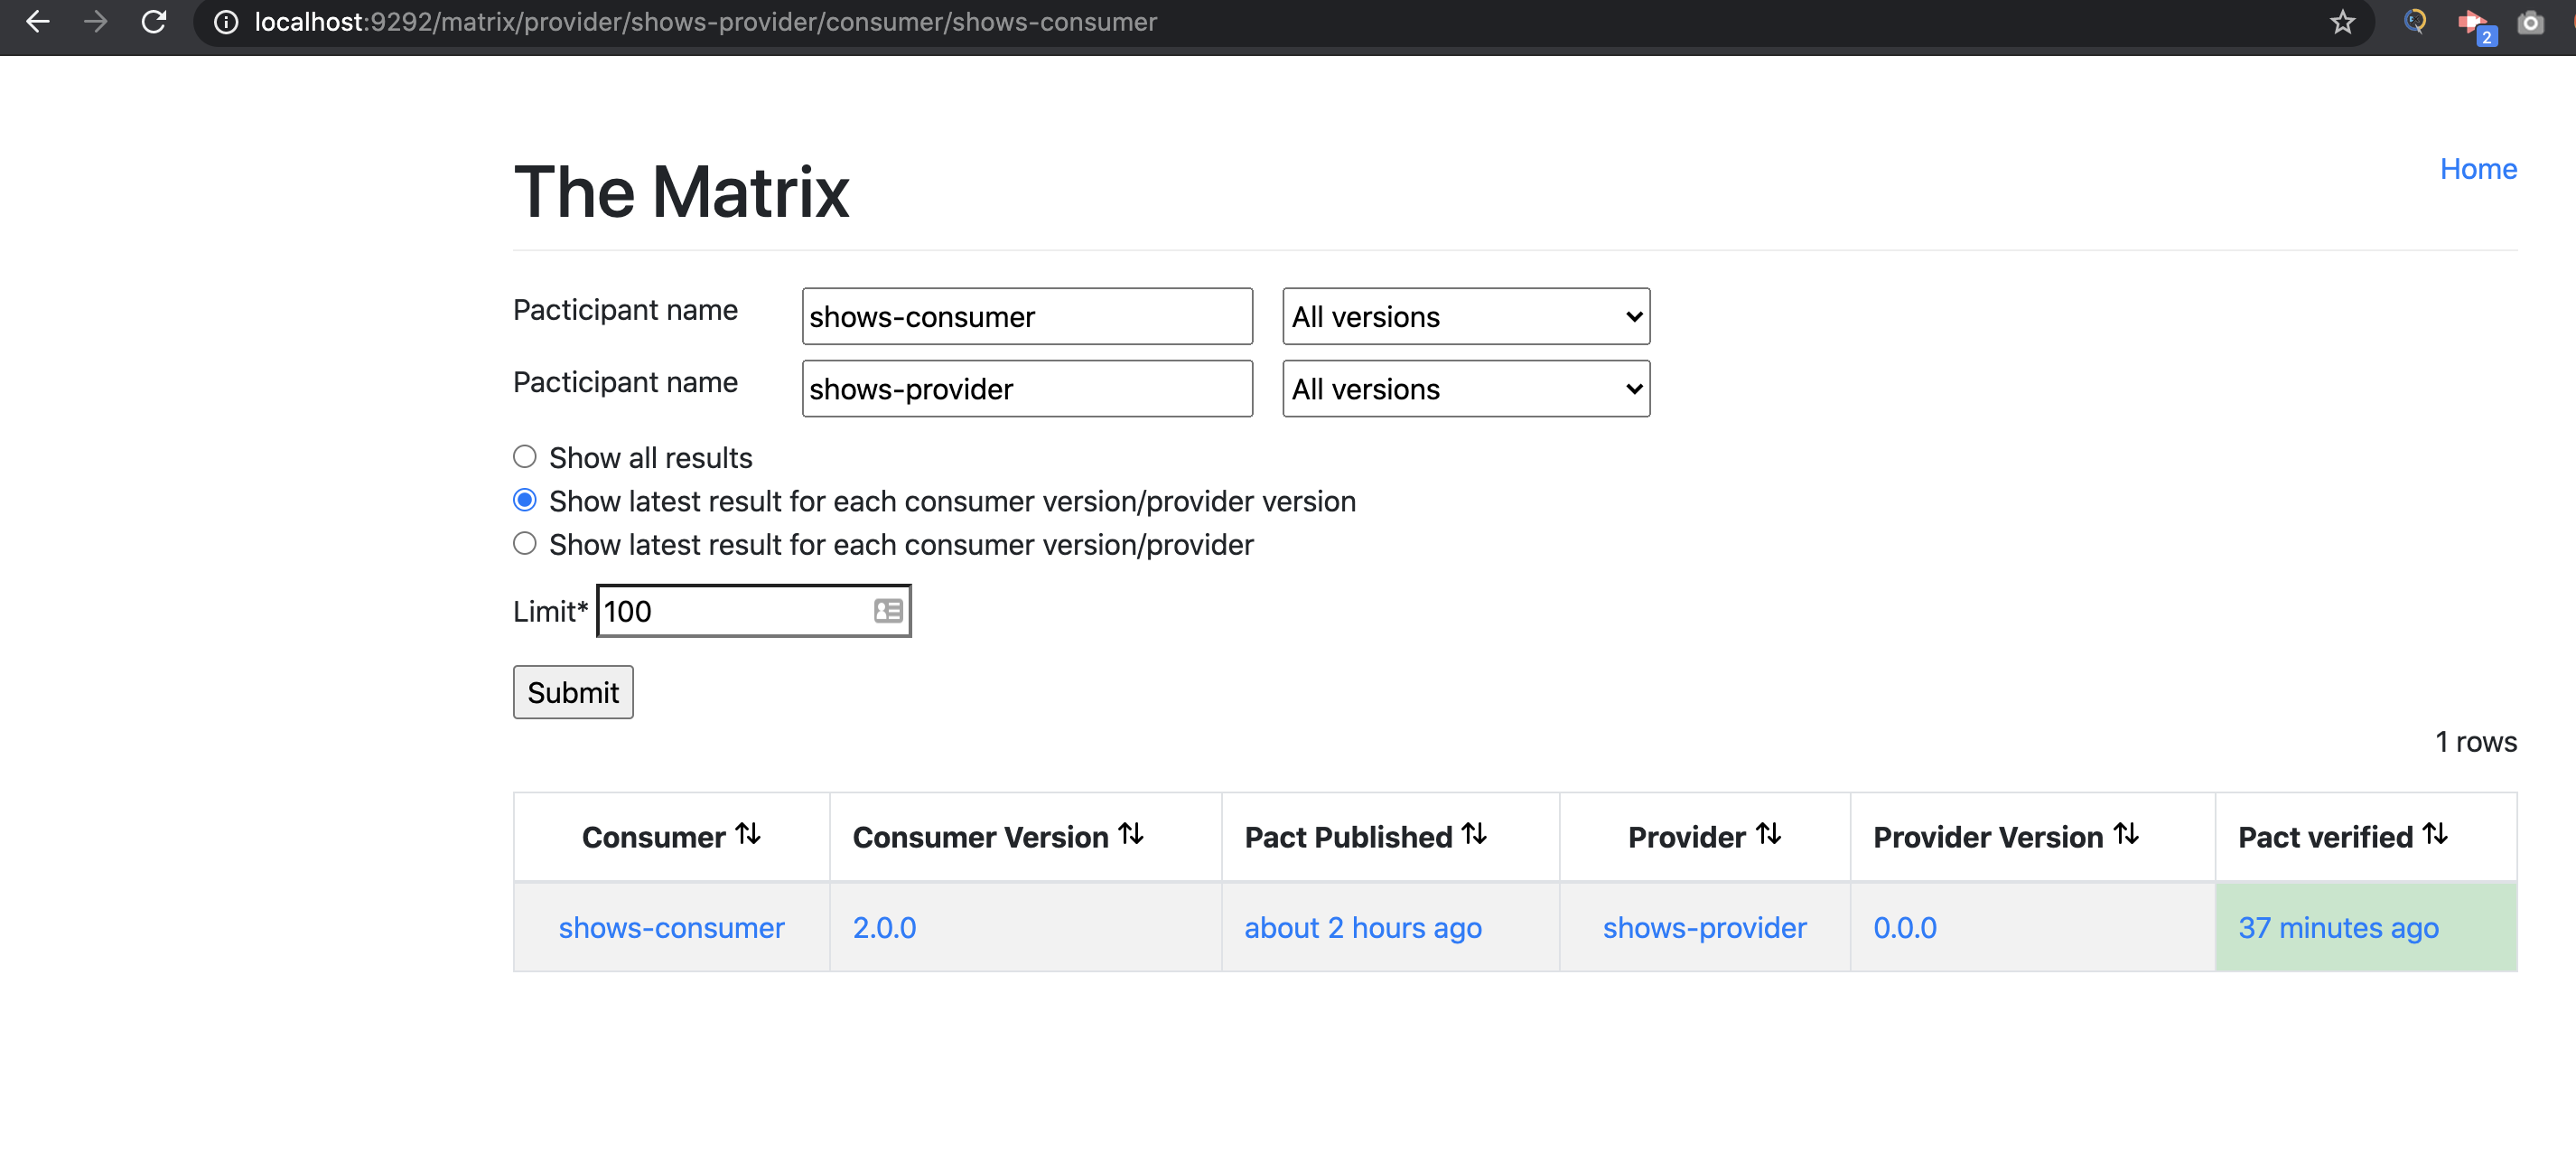 localhost:9292/matrix/provider/shows-provider/consumer/shows-consumer
2
The Matrix
Home
Pacticipant name shows-consumer All versions
Pacticipant name shows-provider All versions
Show all results
Show latest result for each consumer version/provider version
Show latest result for each consumer version/provider
Limit* 100
Submit
1 rows
Consumer Consumer Version Pact Published Provider Provider Version Pact verified
shows-consumer 2.0.0 about 2 hours ago shows-provider 0.0.0 37 minutes ago